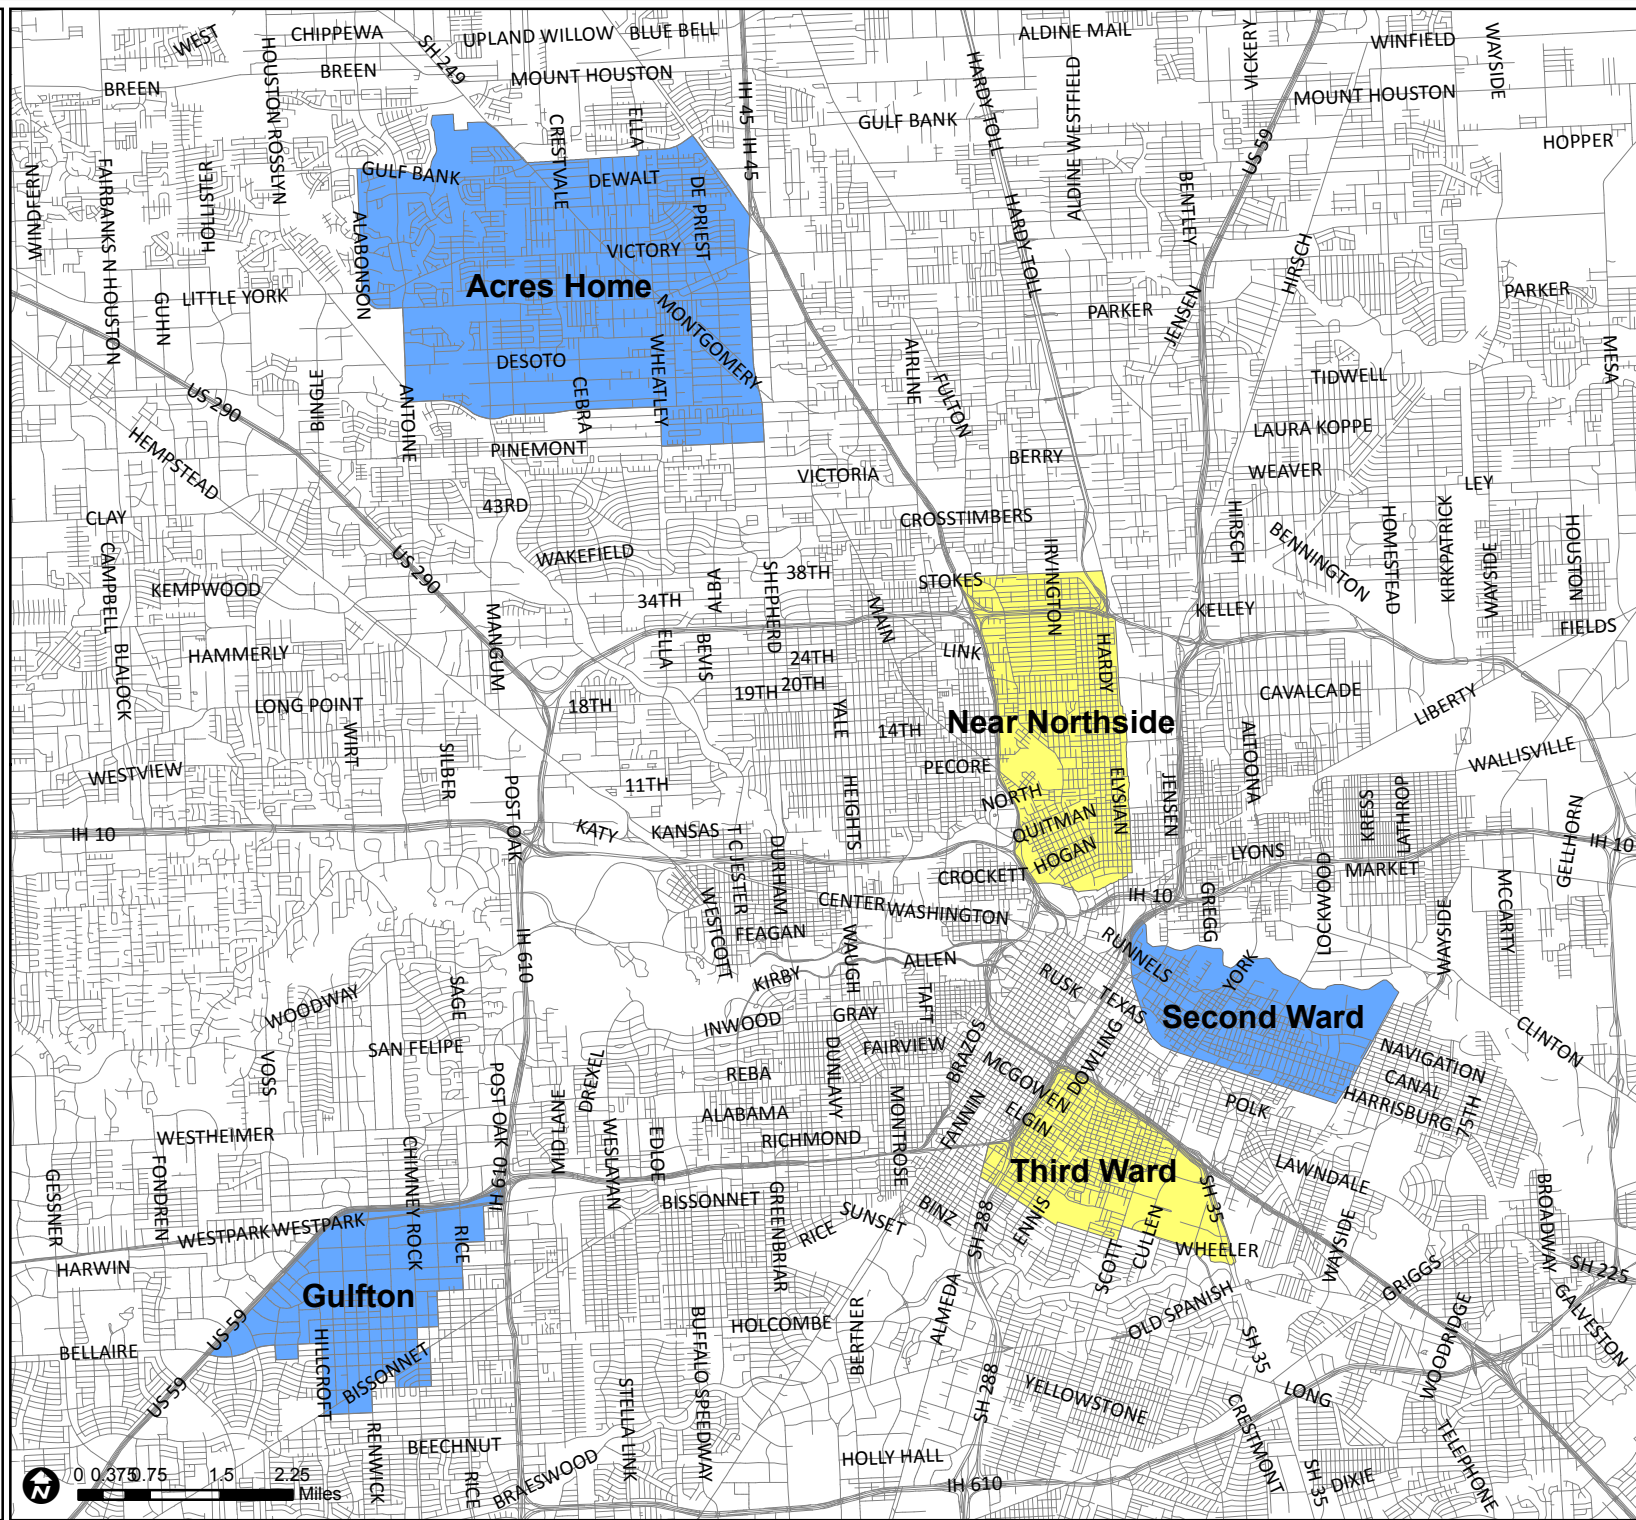 WEST
CHIPPEWA
SH 249
UPLAND WILLOW
BLUE BELL
ALDINE MAIL
VICKERY
WINFIELD
WAYSIDE
BREEN
BREEN
HOUSTON ROSSLYN
MOUNT HOUSTON
IH 45
IH 45
HARDY TOLL
ALDINE WESTFIELD
MOUNT HOUSTON
GULF BANK
ELLA
CRESTVALE
US 59
HOPPER
WINDFERN
FAIRBANKS N HOUSTON
HOLLISTER
GULF BANK
DEWALT
DE PRIEST
BENTLEY
HARDY TOLL
ALABONSON
VICTORY
HIRSCH
Acres Home
LITTLE YORK
GUHN
MONTGOMERY
PARKER
JENSEN
PARKER
MESA
DESOTO
WHEATLEY
AIRLINE
FULTON
TIDWELL
US 290
BINGLE
ANTOINE
CEBRA
LAURA KOPPE
HEMPSTEAD
PINEMONT
VICTORIA
BERRY
WEAVER
LEY
CLAY
43RD
CROSSTIMBERS
HIRSCH
BENNINGTON
HOMESTEAD
KIRKPATRICK
WAYSIDE
HOUSTON
CAMPBELL
US 290
WAKEFIELD
IRVINGTON
KEMPWOOD
ALBA
SHEPHERD
38TH
STOKES
34TH
MAIN
KELLEY
FIELDS
BLALOCK
HAMMERLY
MANGUM
ELLA
BEVIS
24TH
LINK
HARDY
20TH
19TH
CAVALCADE
LIBERTY
LONG POINT
18TH
YALE
14TH
Near Northside
WIRT
SILBER
ALTOONA
WALLISVILLE
WESTVIEW
POST OAK
11TH
HEIGHTS
PECORE
NORTH
ELYSIAN
JENSEN
KRESS
LATHROP
GELLHORN
IH 10
KATY
KANSAS
T C JESTER
DURHAM
QUITMAN
HOGAN
LYONS
LOCKWOOD
MARKET
IH 10
CROCKETT
WESTCOTT
CENTER
WASHINGTON
IH 10
GREGG
MCCARTY
WAYSIDE
FEAGAN
WAUGH
IH 610
ALLEN
RUNNELS
YORK
KIRBY
RUSK
TEXAS
WOODWAY
SAGE
TAFT
INWOOD
GRAY
Second Ward
CLINTON
SAN FELIPE
VOSS
FAIRVIEW
BRAZOS
MCGOWEN
DOWLING
NAVIGATION
DREXEL
REBA
DUNLAVY
CANAL
POST OAK
MID LANE
ALABAMA
MONTROSE
FANNIN
ELGIN
POLK
HARRISBURG
75TH
WESTHEIMER
CHIMNEY ROCK
WESLAYAN
EDLOE
RICHMOND
Third Ward
LAWNDALE
GESSNER
FONDREN
IH 610
BISSONNET
GREENBRIAR
SUNSET
BINZ
SH 288
ENNIS
SH 35
WAYSIDE
BROADWAY
WESTPARK
WESTPARK
RICE
RICE
SCOTT
CULLEN
WHEELER
SH 225
HARWIN
Gulfton
GRIGGS
GALVESTON
US 59
HILLCROFT
BUFFALO SPEEDWAY
HOLCOMBE
BERTNER
ALMEDA
OLD SPANISH
SH 35
WOODRIDGE
BELLAIRE
BISSONNET
US 59
STELLA LINK
SH 288
YELLOWSTONE
LONG
CRESTMONT
TELEPHONE
RENWICK
BEECHNUT
RICE
BRAESWOOD
HOLLY HALL
IH 610
SH 35
DIXIE
N
0 0.375 0.75 1.5 2.25
Miles